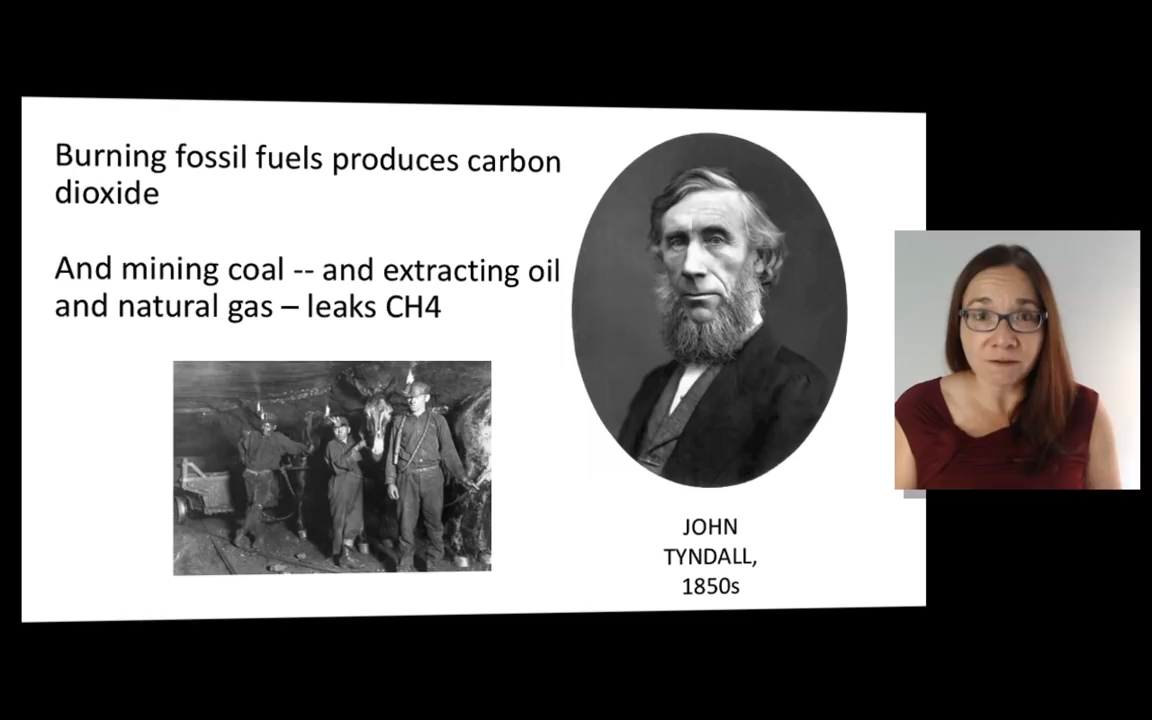 Burning fossil fuels produces carbon
dioxide
And mining coal -- and extracting oil
and natural gas – leaks CH4
JOHN
TYNDALL,
1850s